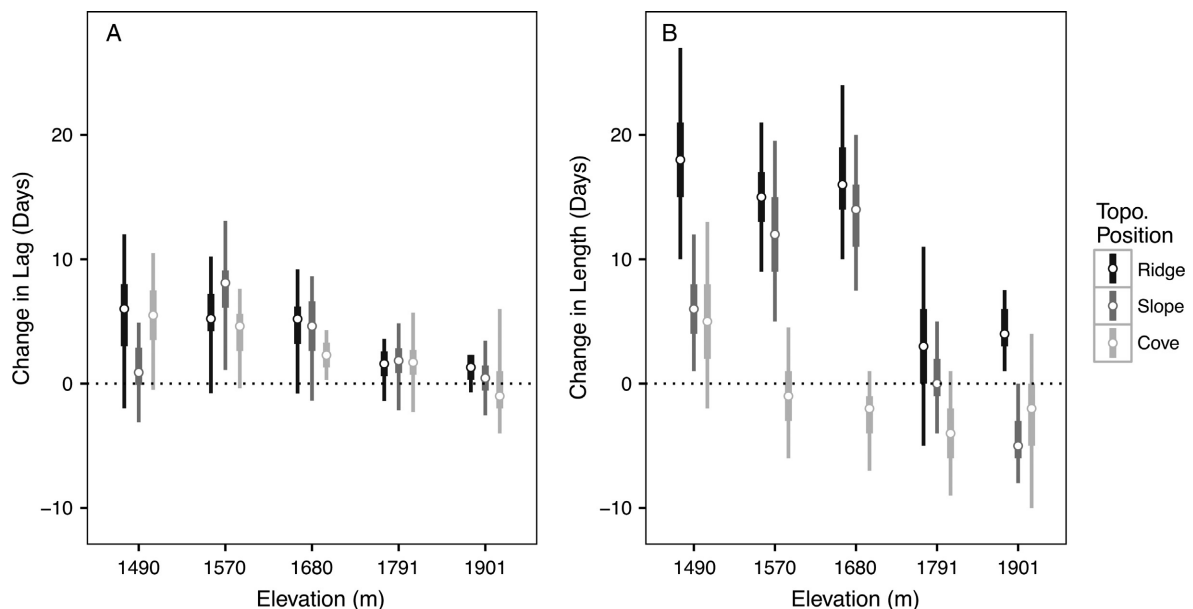 A
20
10
0
−10
Change in Lag (Days)
1490 1570 1680 1791 1901
Elevation (m)
B
20
10
0
−10
Change in Length (Days)
1490 1570 1680 1791 1901
Elevation (m)
Topo.
Position
Ridge
Slope
Cove